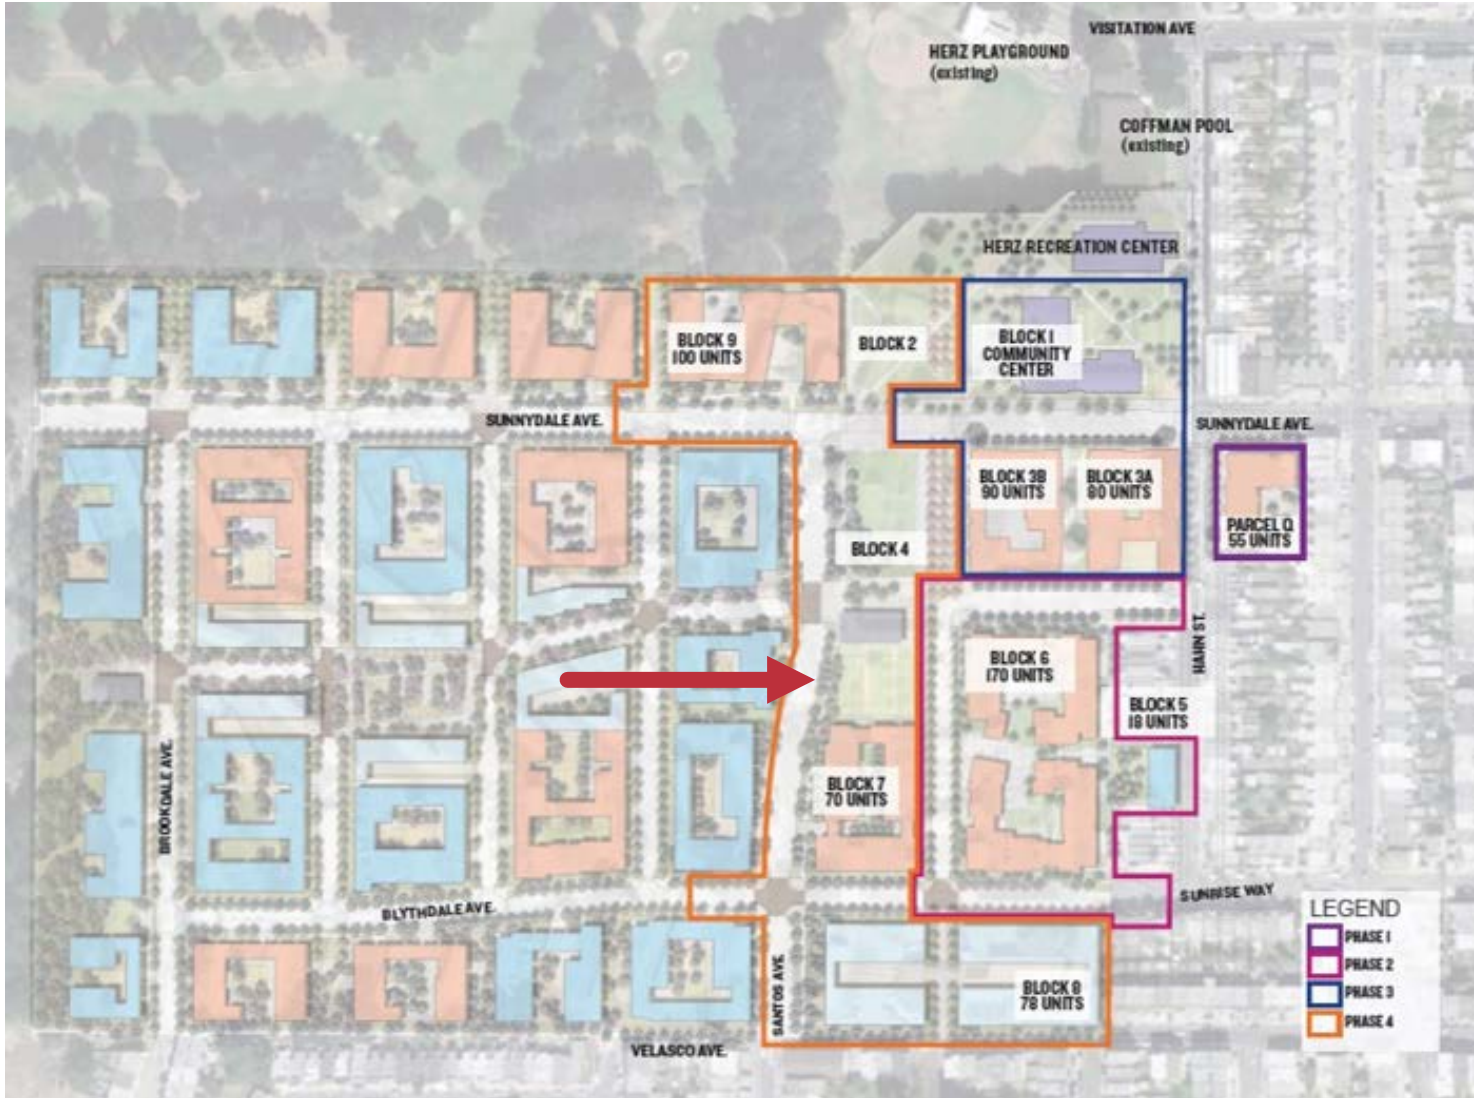 VISITATION AVE
HERZ PLAYGROUND
(existing)
COFFMAN POOL
(existing)
HERZ RECREATION CENTER
BLOCK 9
100 UNITS
BLOCK 2
BLOCK 1
COMMUNITY
CENTER
SUNNYDALE AVE.
SUNNYDALE AVE.
BLOCK 3B
90 UNITS
BLOCK 3A
80 UNITS
PARCEL Q
55 UNITS
BLOCK 4
HAHN ST.
BLOCK 6
170 UNITS
BLOCK 5
18 UNITS
BROOKDALE AVE.
BLOCK 7
70 UNITS
BLYTHDALE AVE.
SUNRISE WAY
SANTOS AVE.
BLOCK 8
78 UNITS
VELASCO AVE.
LEGEND
PHASE 1
PHASE 2
PHASE 3
PHASE 4